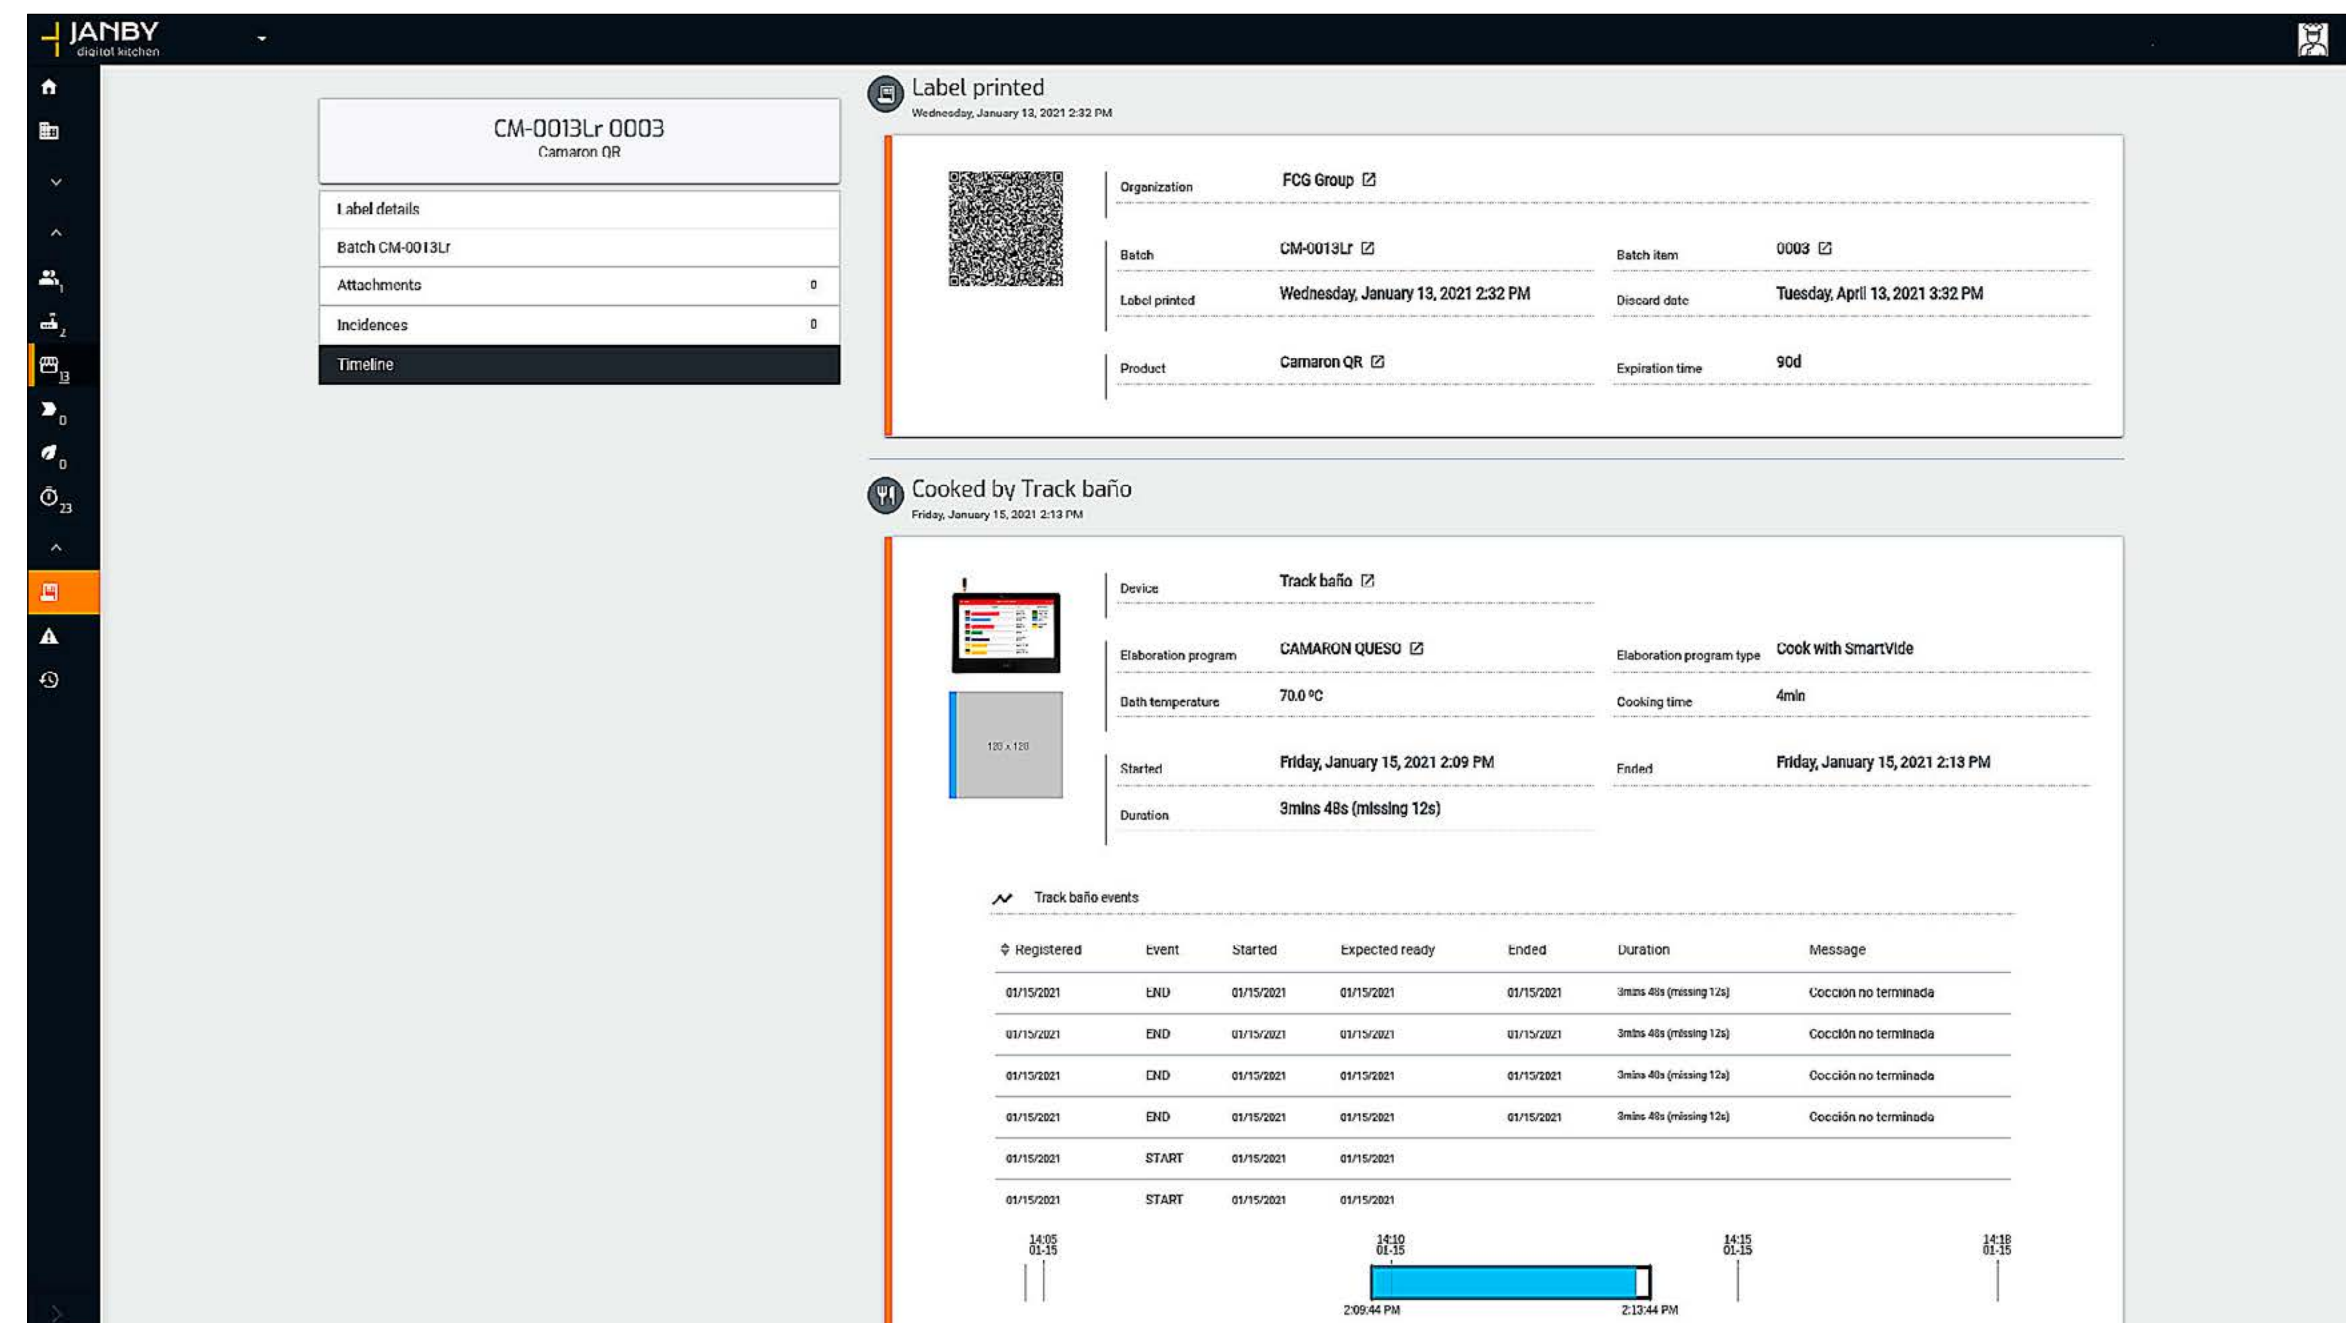 JANBY
digital kitchen
1
2
13
0
0
23
CM-0013Lr 0003
Camaron QR
Label details
Batch CM-0013Lr
Attachments 0
Incidences 0
Timeline
Label printed
Wednesday, January 13, 2021 2:32 PM
Organization FCG Group
Batch CM-0013Lr Batch item 0003
Label printed Wednesday, January 13, 2021 2:32 PM Discard date Tuesday, April 13, 2021 3:32 PM
Product Camaron QR Expiration time 90d
Cooked by Track baño
Friday, January 15, 2021 2:13 PM
Device Track baño
Elaboration program CAMARON QUESO Elaboration program type Cook with SmartVide
Bath temperature 70.0 ºC Cooking time 4min
120 x 120
Started Friday, January 15, 2021 2:09 PM Ended Friday, January 15, 2021 2:13 PM
Duration 3mins 48s (missing 12s)
Track baño events
Registered Event Started Expected ready Ended Duration Message
01/15/2021 END 01/15/2021 01/15/2021 01/15/2021 3mins 48s (missing 12s) Cocción no terminada
01/15/2021 END 01/15/2021 01/15/2021 01/15/2021 3mins 48s (missing 12s) Cocción no terminada
01/15/2021 END 01/15/2021 01/15/2021 01/15/2021 3mins 48s (missing 12s) Cocción no terminada
01/15/2021 END 01/15/2021 01/15/2021 01/15/2021 3mins 48s (missing 12s) Cocción no terminada
01/15/2021 START 01/15/2021 01/15/2021
01/15/2021 START 01/15/2021 01/15/2021
14:05 14:10 14:15 14:18
01-15 01-15 01-15 01-15
2:09:44 PM 2:13:44 PM